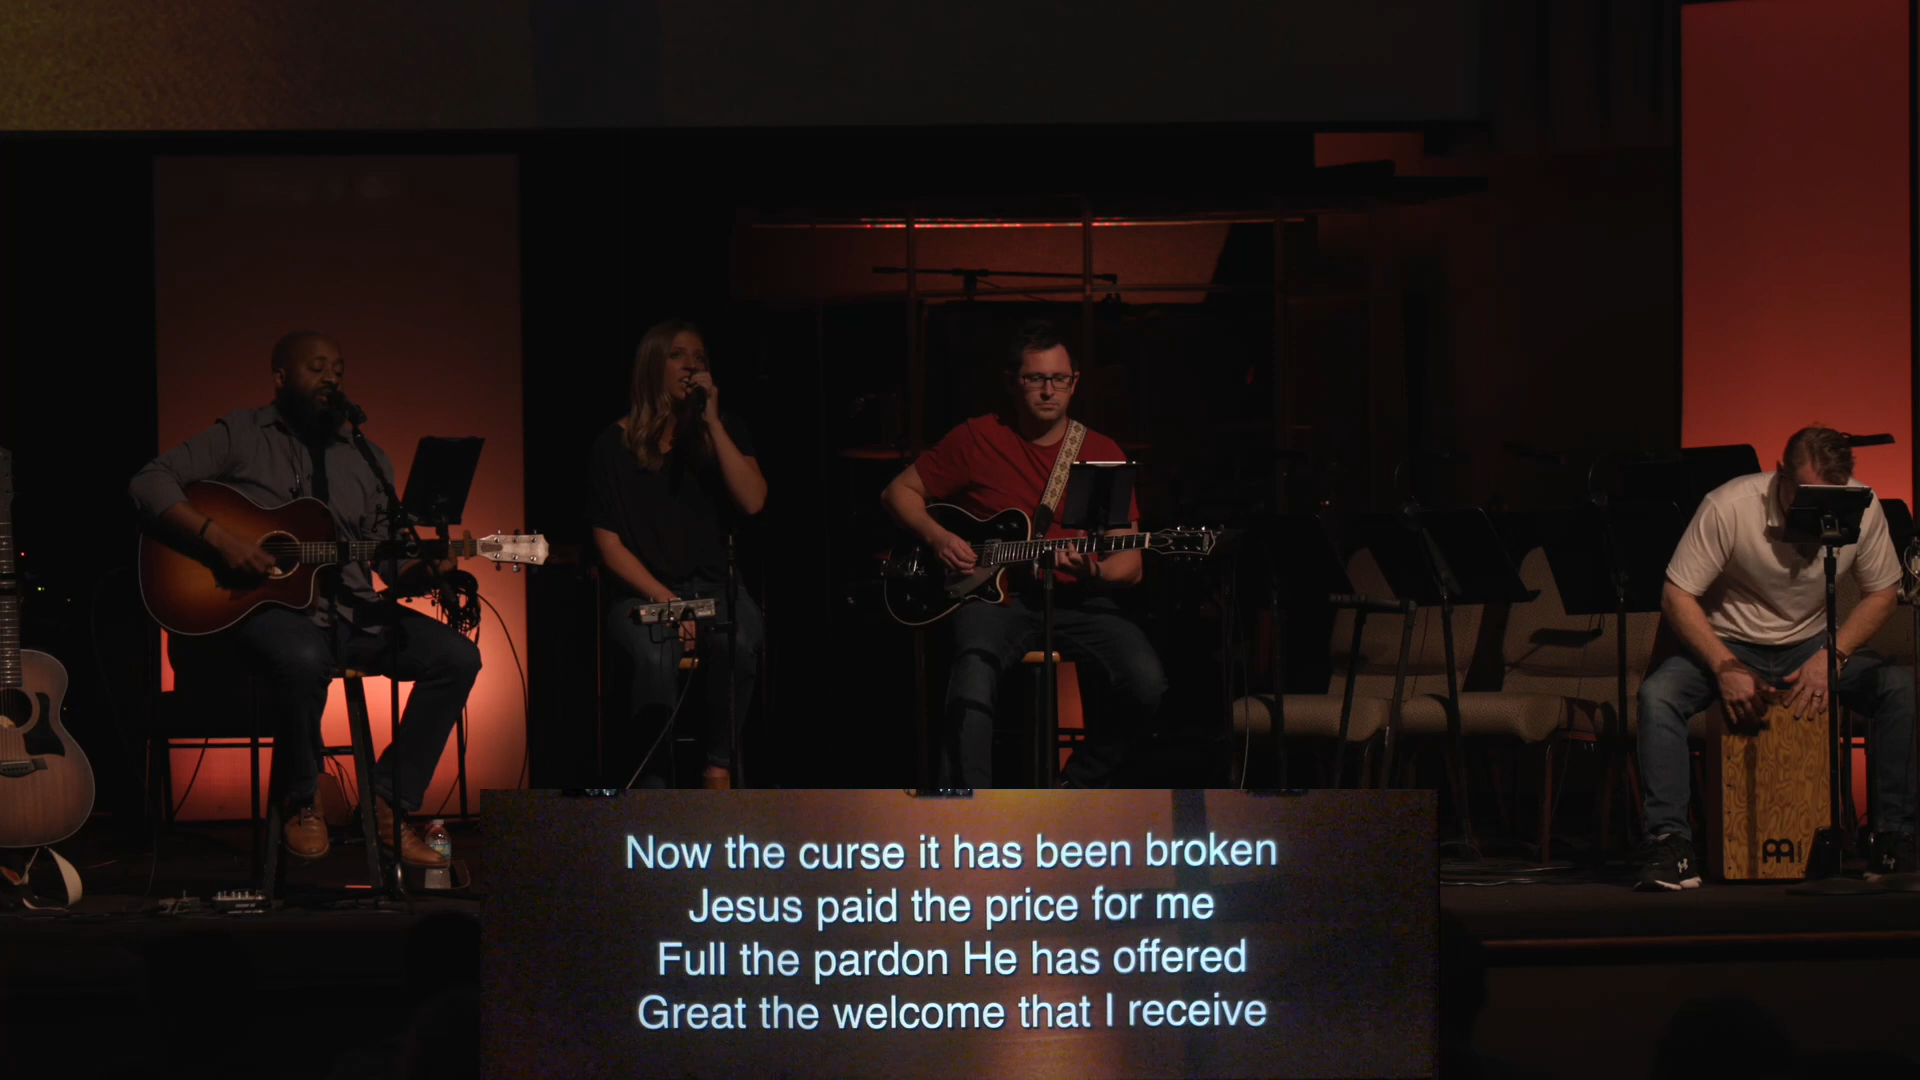 Now the curse it has been broken
Jesus paid the price for me
Full the pardon He has offered
Great the welcome that I receive